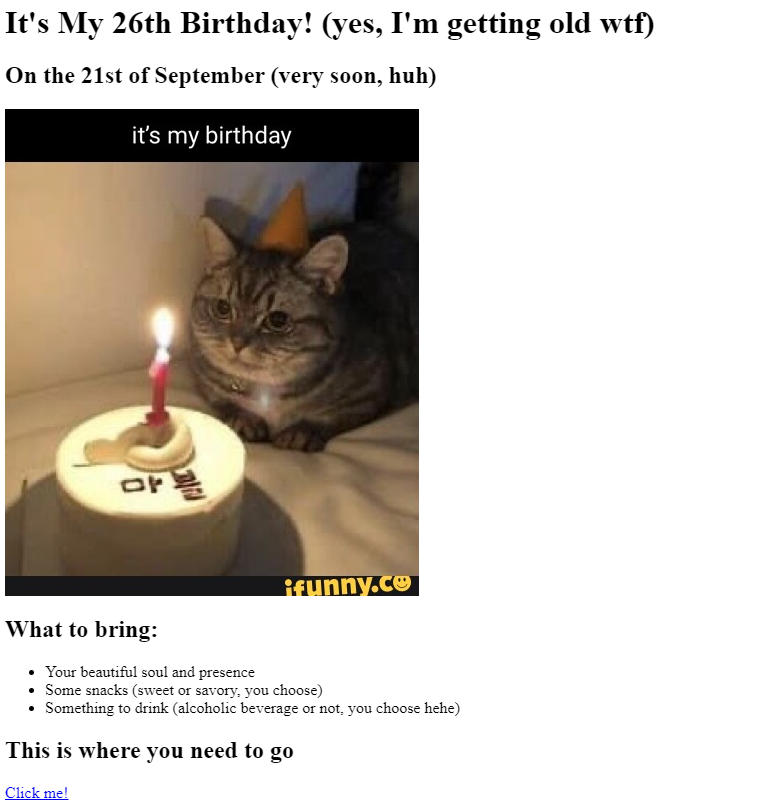 It's My 26th Birthday! (yes, I'm getting old wtf)
On the 21st of September (very soon, huh)
it's my birthday
마
ifunny.co
What to bring:
Your beautiful soul and presence
Some snacks (sweet or savory, you choose)
Something to drink (alcoholic beverage or not, you choose hehe)
This is where you need to go
Click me!